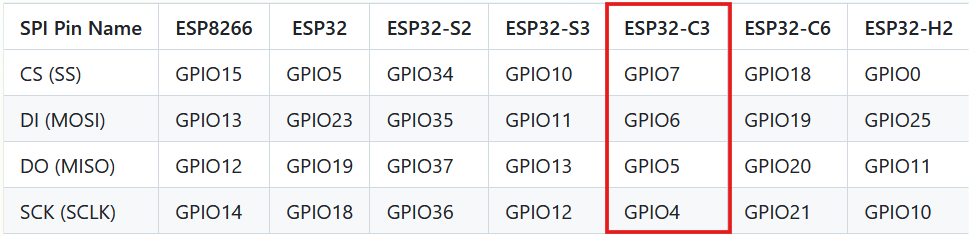 SPI Pin Name ESP8266 ESP32 ESP32-S2 ESP32-S3 ESP32-C3 ESP32-C6 ESP32-H2
CS (SS) GPIO15 GPIO5 GPIO34 GPIO10 GPIO7 GPIO18 GPIO0
DI (MOSI) GPIO13 GPIO23 GPIO35 GPIO11 GPIO6 GPIO19 GPIO25
DO (MISO) GPIO12 GPIO19 GPIO37 GPIO13 GPIO5 GPIO20 GPIO11
SCK (SCLK) GPIO14 GPIO18 GPIO36 GPIO12 GPIO4 GPIO21 GPIO10